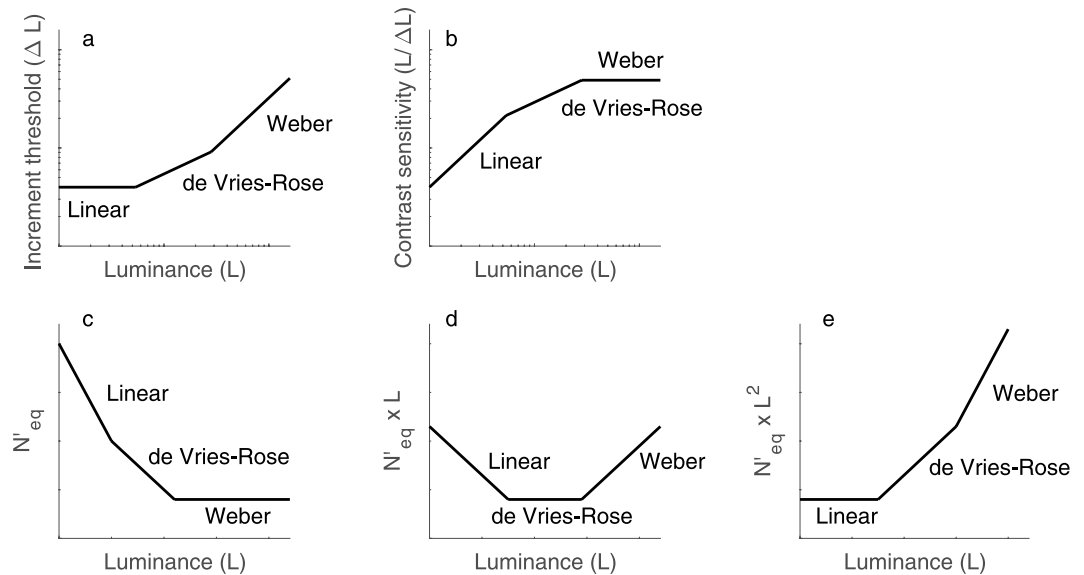 a
Increment threshold (Δ L)
Linear
de Vries-Rose
Weber
Luminance (L)
b
Contrast sensitivity (L/ΔL)
Linear
de Vries-Rose
Weber
Luminance (L)
c
N'eq
Linear
de Vries-Rose
Weber
Luminance (L)
d
N'eq x L
Linear
de Vries-Rose
Weber
Luminance (L)
e
N'eq x L²
Linear
de Vries-Rose
Weber
Luminance (L)